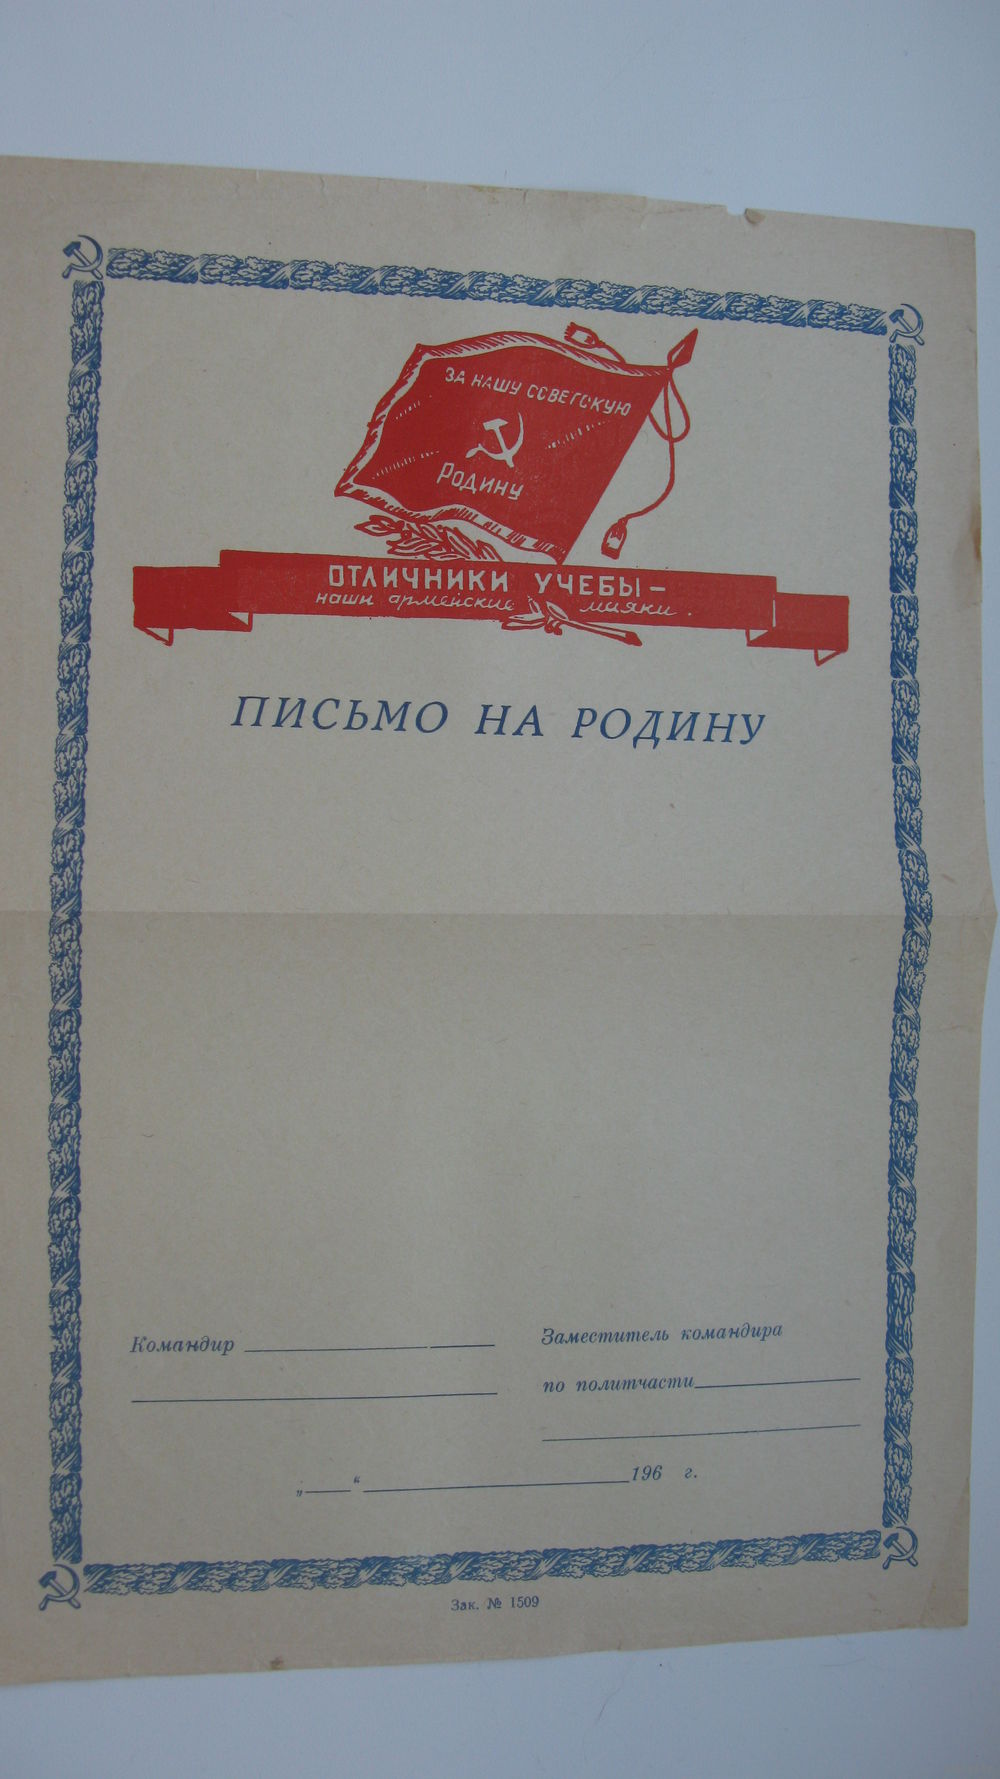 ЗА НАШУ СОВЕТСКУЮ
РОДИНУ
ОТЛИЧНИКИ УЧЕБЫ —
наши армейские маяки.
ПИСЬМО НА РОДИНУ
Командир
Заместитель командира
по политчасти
„ “ 196 г.
Зак. № 1509